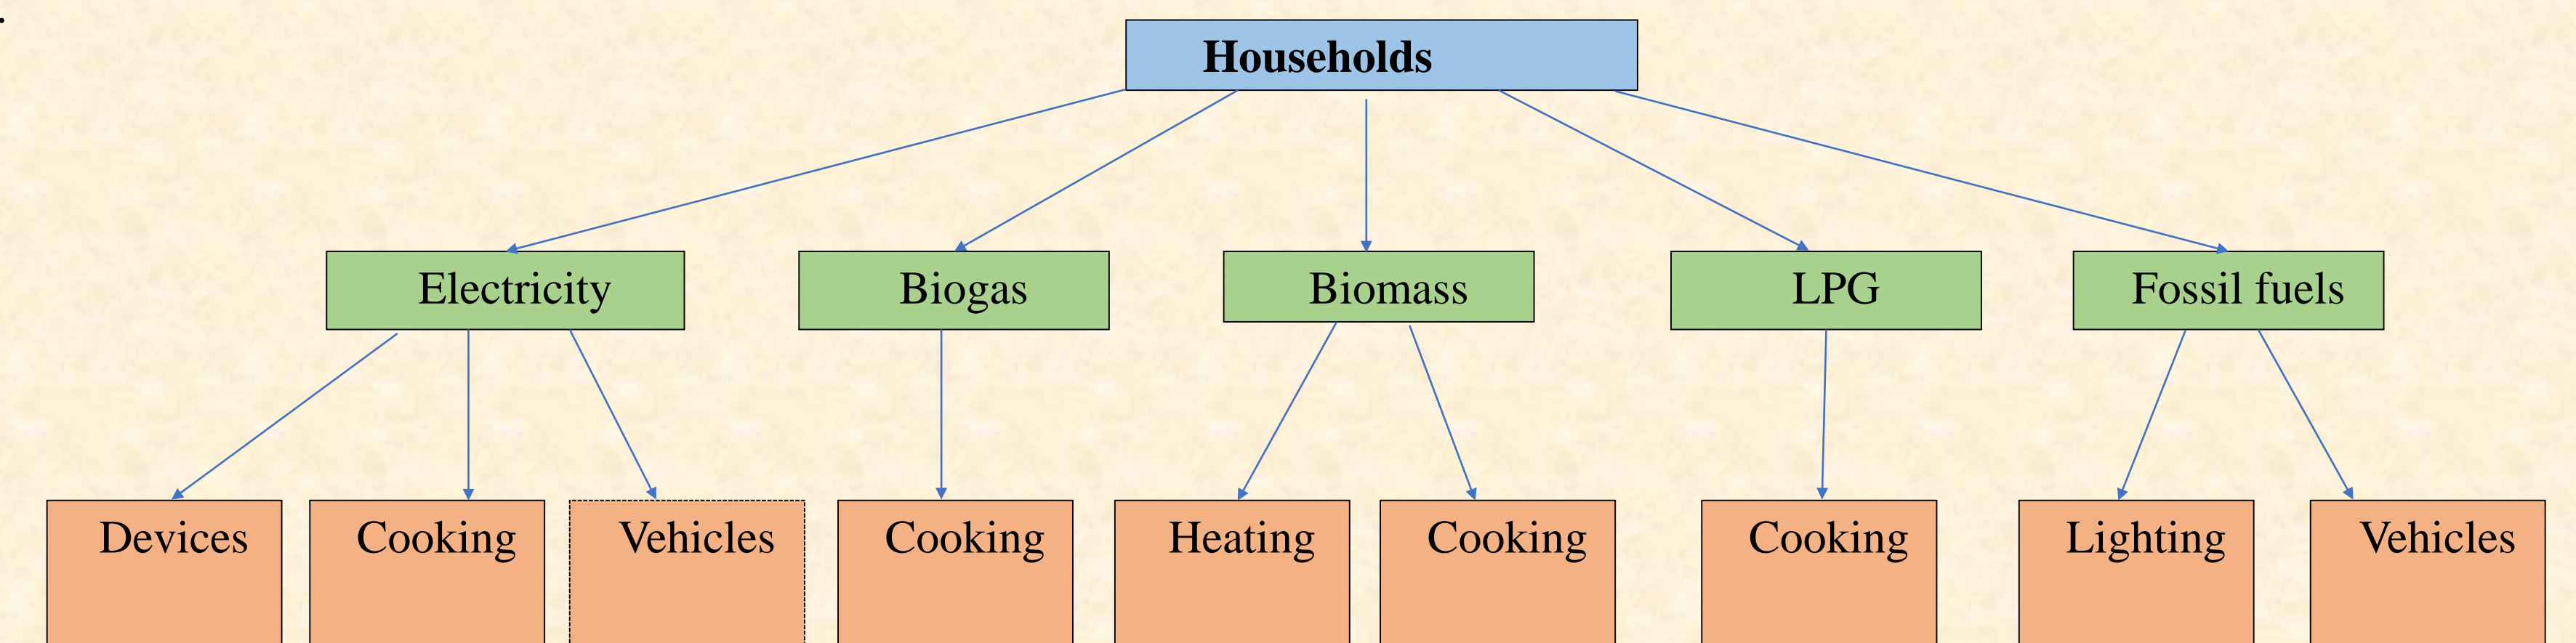 .
Households
Electricity
Biogas
Biomass
LPG
Fossil fuels
Devices
Cooking
Vehicles
Cooking
Heating
Cooking
Cooking
Lighting
Vehicles